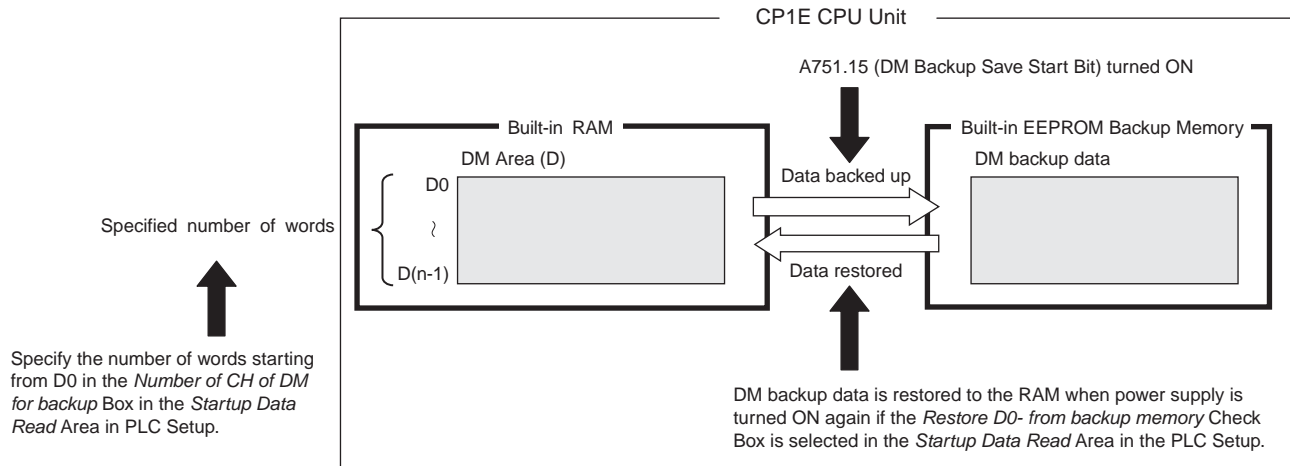 CP1E CPU Unit
A751.15 (DM Backup Save Start Bit) turned ON
Built-in RAM
Built-in EEPROM Backup Memory
DM Area (D)
DM backup data
D0
Data backed up
Specified number of words
~
D(n-1)
Data restored
Specify the number of words starting
from D0 in the Number of CH of DM
for backup Box in the Startup Data
Read Area in PLC Setup.
DM backup data is restored to the RAM when power supply is
turned ON again if the Restore D0- from backup memory Check
Box is selected in the Startup Data Read Area in the PLC Setup.